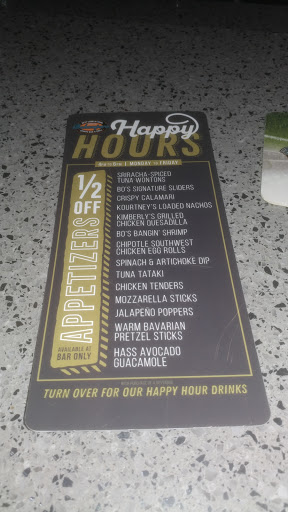 Happy
HOURS
MONDAY TO FRIDAY
1/2
OFF
APPETIZERS
AVAILABLE AT
BAR ONLY
SRIRACHA-SPICED
TUNA WONTONS
BO'S SIGNATURE SLIDERS
CRISPY CALAMARI
KOURTNEY'S LOADED NACHOS
KIMBERLY'S GRILLED
CHICKEN QUESADILLA
BO'S BANGIN' SHRIMP
CHIPOTLE SOUTHWEST
CHICKEN EGG ROLLS
SPINACH & ARTICHOKE DIP
TUNA TATAKI
CHICKEN TENDERS
MOZZARELLA STICKS
JALAPEÑO POPPERS
WARM BAVARIAN
PRETZEL STICKS
HASS AVOCADO
GUACAMOLE
TURN OVER FOR OUR HAPPY HOUR DRINKS